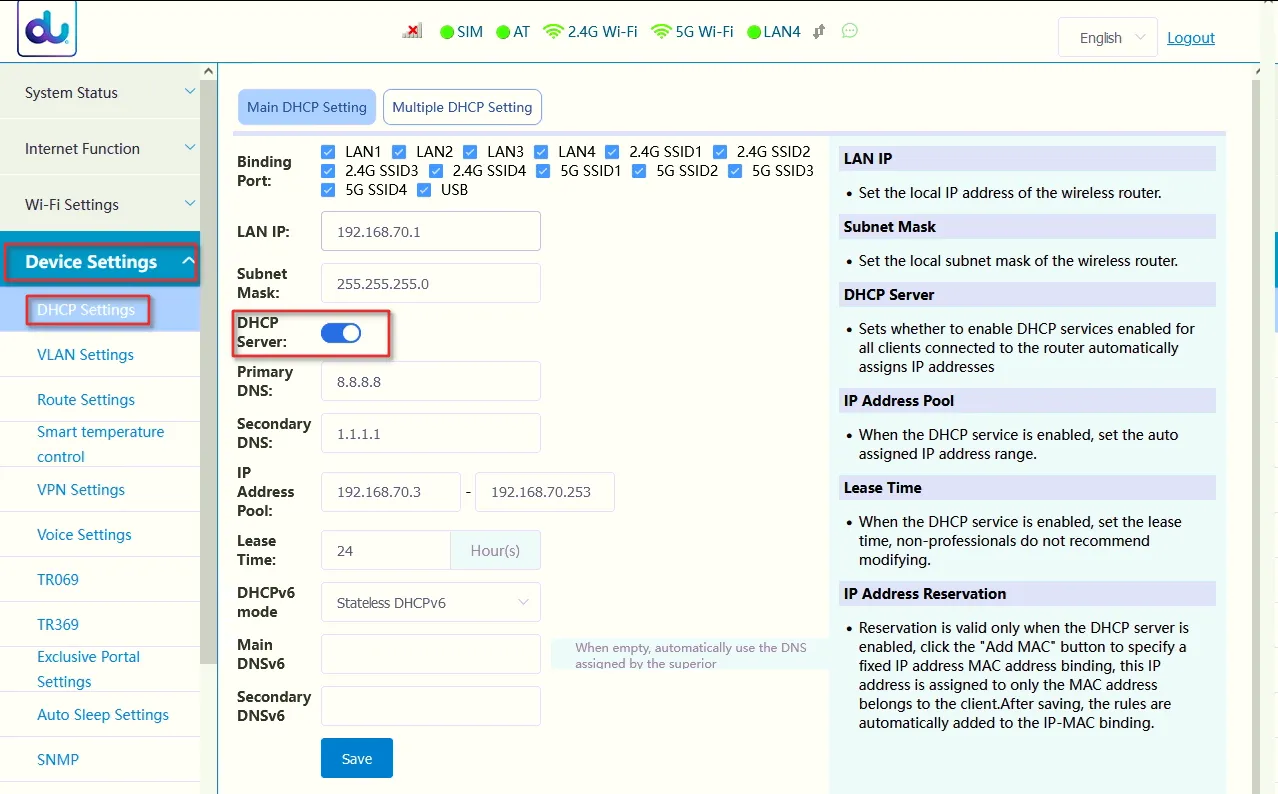 du
SIM AT 2.4G Wi-Fi 5G Wi-Fi LAN4
English Logout
System Status
Internet Function
Wi-Fi Settings
Device Settings
DHCP Settings
VLAN Settings
Route Settings
Smart temperature
control
VPN Settings
Voice Settings
TR069
TR369
Exclusive Portal
Settings
Auto Sleep Settings
SNMP
Main DHCP Setting Multiple DHCP Setting
Binding
Port:
LAN1 LAN2 LAN3 LAN4 2.4G SSID1 2.4G SSID2
2.4G SSID3 2.4G SSID4 5G SSID1 5G SSID2 5G SSID3
5G SSID4 USB
LAN IP: 192.168.70.1
Subnet
Mask:
255.255.255.0
DHCP
Server:
Primary
DNS:
8.8.8.8
Secondary
DNS:
1.1.1.1
IP
Address
Pool:
192.168.70.3 - 192.168.70.253
Lease
Time:
24 Hour(s)
DHCPv6
mode
Stateless DHCPv6
Main
DNSv6
When empty, automatically use the DNS
assigned by the superior
Secondary
DNSv6
Save
LAN IP
• Set the local IP address of the wireless router.
Subnet Mask
• Set the local subnet mask of the wireless router.
DHCP Server
• Sets whether to enable DHCP services enabled for
all clients connected to the router automatically
assigns IP addresses
IP Address Pool
• When the DHCP service is enabled, set the auto
assigned IP address range.
Lease Time
• When the DHCP service is enabled, set the lease
time, non-professionals do not recommend
modifying.
IP Address Reservation
• Reservation is valid only when the DHCP server is
enabled, click the "Add MAC" button to specify a
fixed IP address MAC address binding, this IP
address is assigned to only the MAC address
belongs to the client.After saving, the rules are
automatically added to the IP-MAC binding.